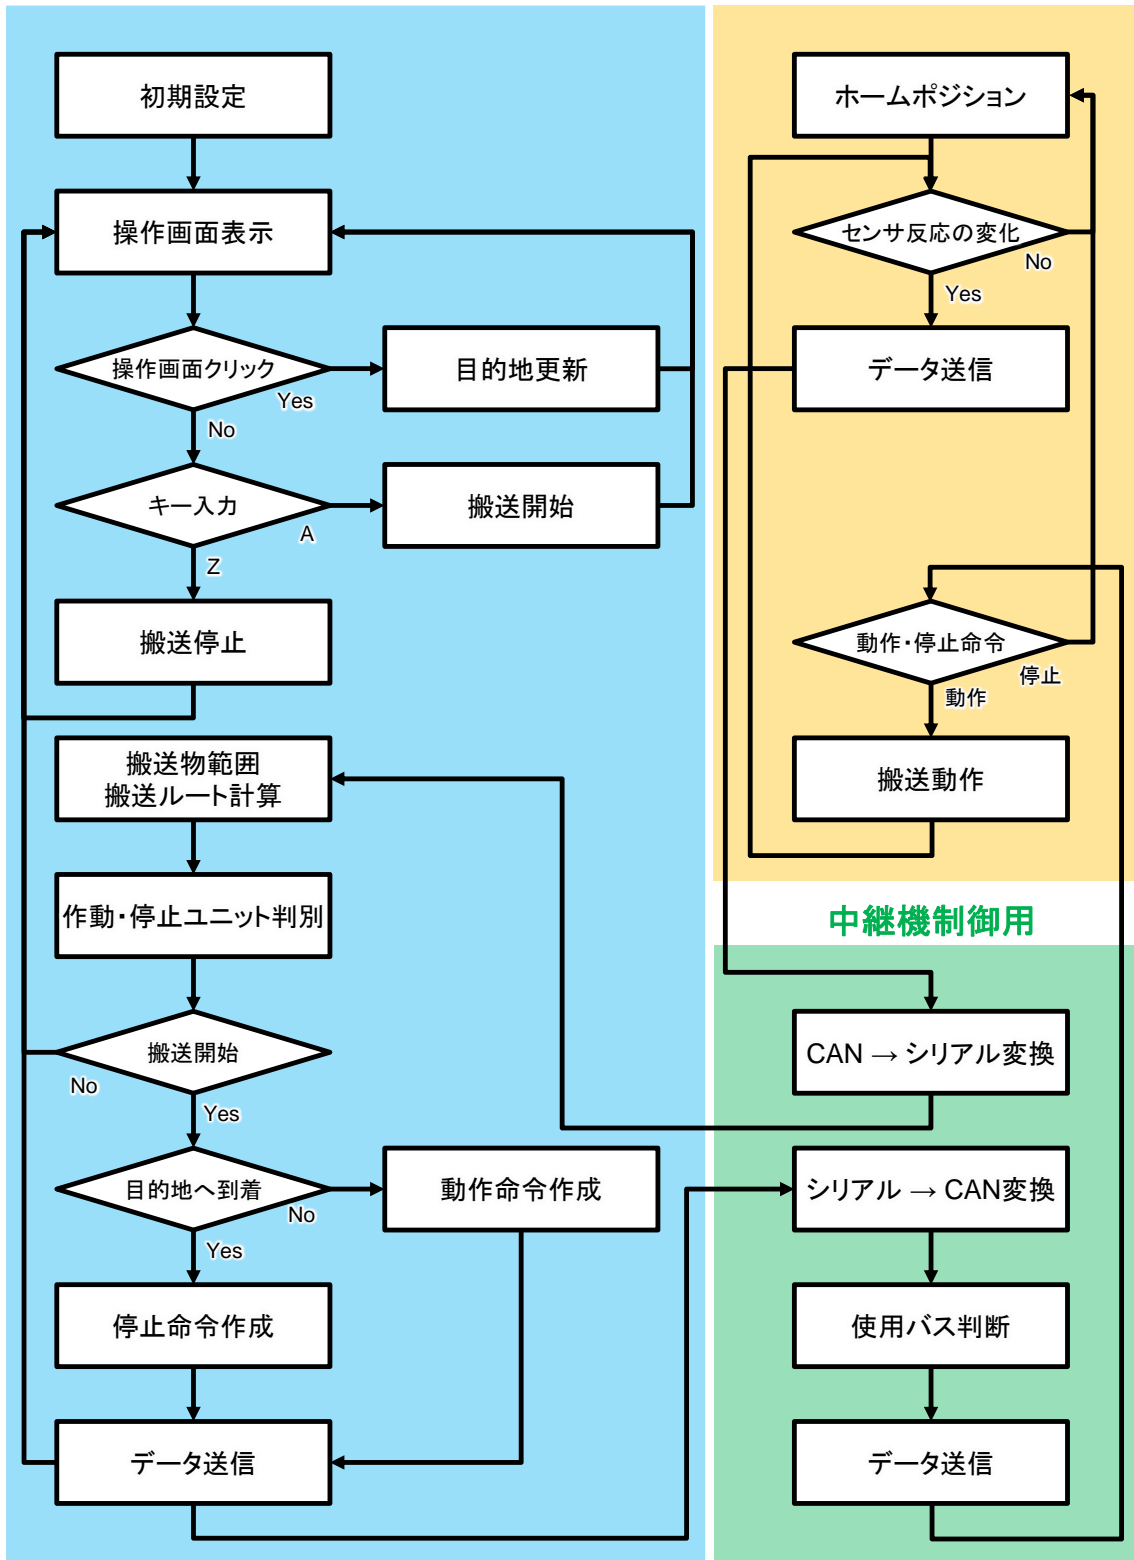 初期設定
操作画面表示
操作画面クリック
Yes
目的地更新
No
キー入力
A
搬送開始
Z
搬送停止
搬送物範囲
搬送ルート計算
作動・停止ユニット判別
搬送開始
No
Yes
目的地へ到着
No
動作命令作成
Yes
停止命令作成
データ送信
ホームポジション
センサ反応の変化
No
Yes
データ送信
動作・停止命令
停止
動作
搬送動作
中継機制御用
CAN → シリアル変換
シリアル → CAN変換
使用バス判断
データ送信